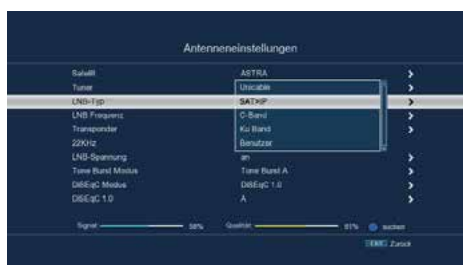 Antenneneinstellungen
Satellit ASTRA
Tuner Unicable
LNB-Typ SAT>IP
LNB Frequenz C-Band
Transponder Ku Band
22KHz Benutzer
LNB-Spannung an
Tone Burst Modus Tone Burst A
DiSEqC Modus DiSEqC 1.0
DiSEqC 1.0 A
Signal: 58% Qualität: 81% suchen
EXIT Zurück